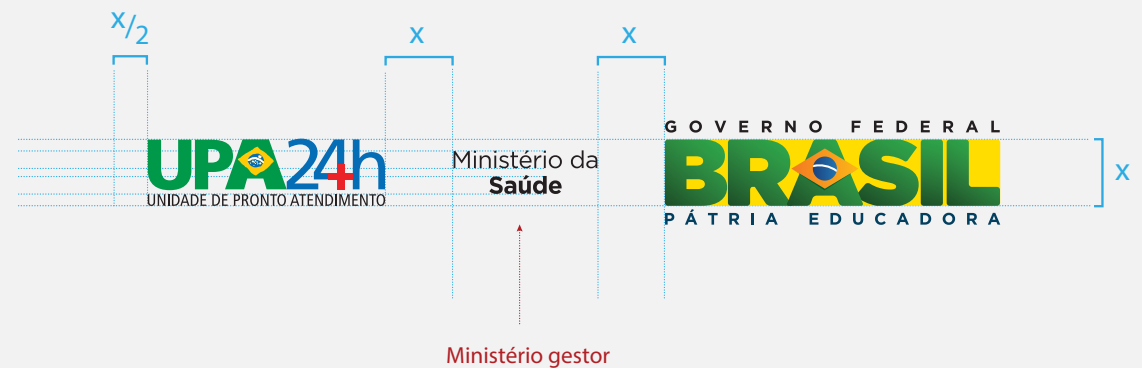 x/2
x
x
GOVERNO FEDERAL
UPA24h
Ministério da
Saúde
BRASIL
x
UNIDADE DE PRONTO ATENDIMENTO
PÁTRIA EDUCADORA
Ministério gestor